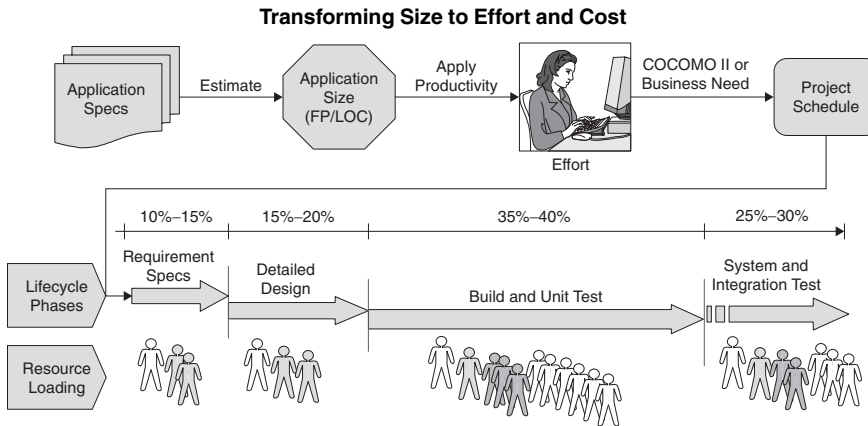 Transforming Size to Effort and Cost
Application
Specs
Estimate
Application
Size
(FP/LOC)
Apply
Productivity
Effort
COCOMO II or
Business Need
Project
Schedule
10%–15%
15%–20%
35%–40%
25%–30%
Lifecycle
Phases
Requirement
Specs
Detailed
Design
Build and Unit Test
System and
Integration Test
Resource
Loading